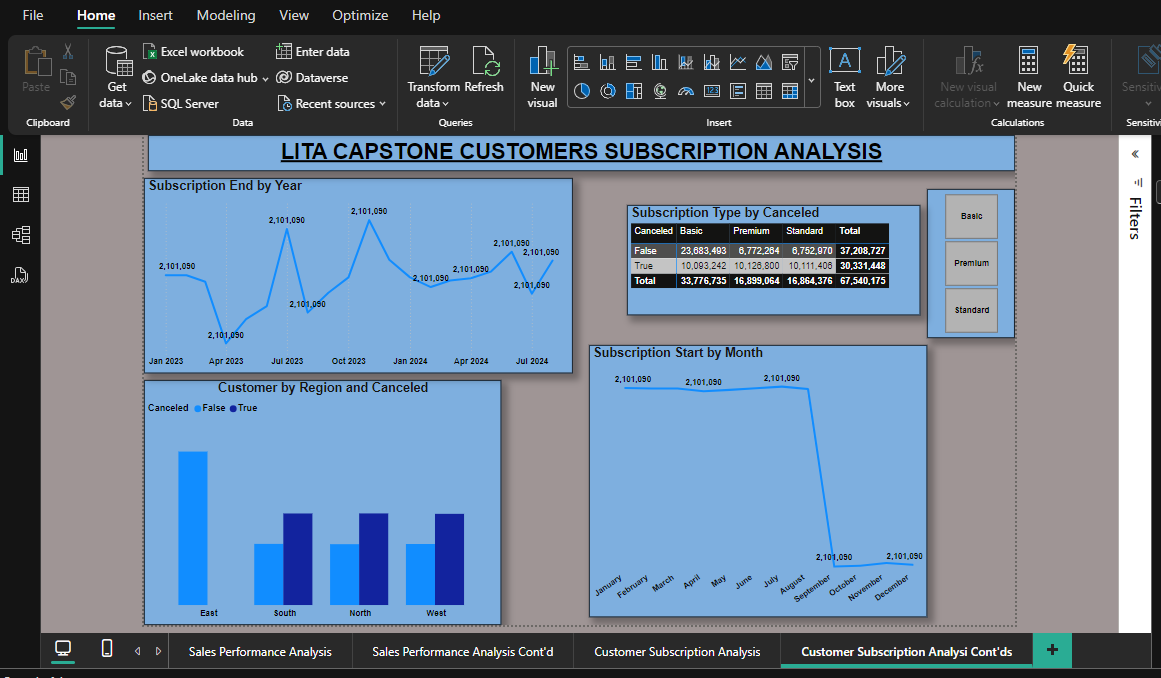 File Home Insert Modeling View Optimize Help
Paste
Clipboard
Get data
Excel workbook
OneLake data hub
SQL Server
Enter data
Dataverse
Recent sources
Data
Transform data
Refresh
Queries
New visual
A
Text box
More visuals
123
Insert
New visual calculation
New measure
Quick measure
Calculations
Sensitiv
Sensitivi
DAX
LITA CAPSTONE CUSTOMERS SUBSCRIPTION ANALYSIS
Subscription End by Year
2,101,090
2,101,090
2,101,090
2,101,090
2,101,090
2,101,090
2,101,090
2,101,090
2,101,090
2,101,090
Jan 2023 Apr 2023 Jul 2023 Oct 2023 Jan 2024 Apr 2024 Jul 2024
Subscription Type by Canceled
Canceled Basic Premium Standard Total
False 23,683,493 6,772,264 6,752,970 37,208,727
True 10,093,242 10,126,800 10,111,406 30,331,448
Total 33,776,735 16,899,064 16,864,376 67,540,175
Basic
Premium
Standard
Filters
Customer by Region and Canceled
Canceled False True
East South North West
Subscription Start by Month
2,101,090 2,101,090 2,101,090
2,101,090 2,101,090
January February March April May June July August September October November December
Sales Performance Analysis
Sales Performance Analysis Cont'd
Customer Subscription Analysis
Customer Subscription Analysi Cont'ds